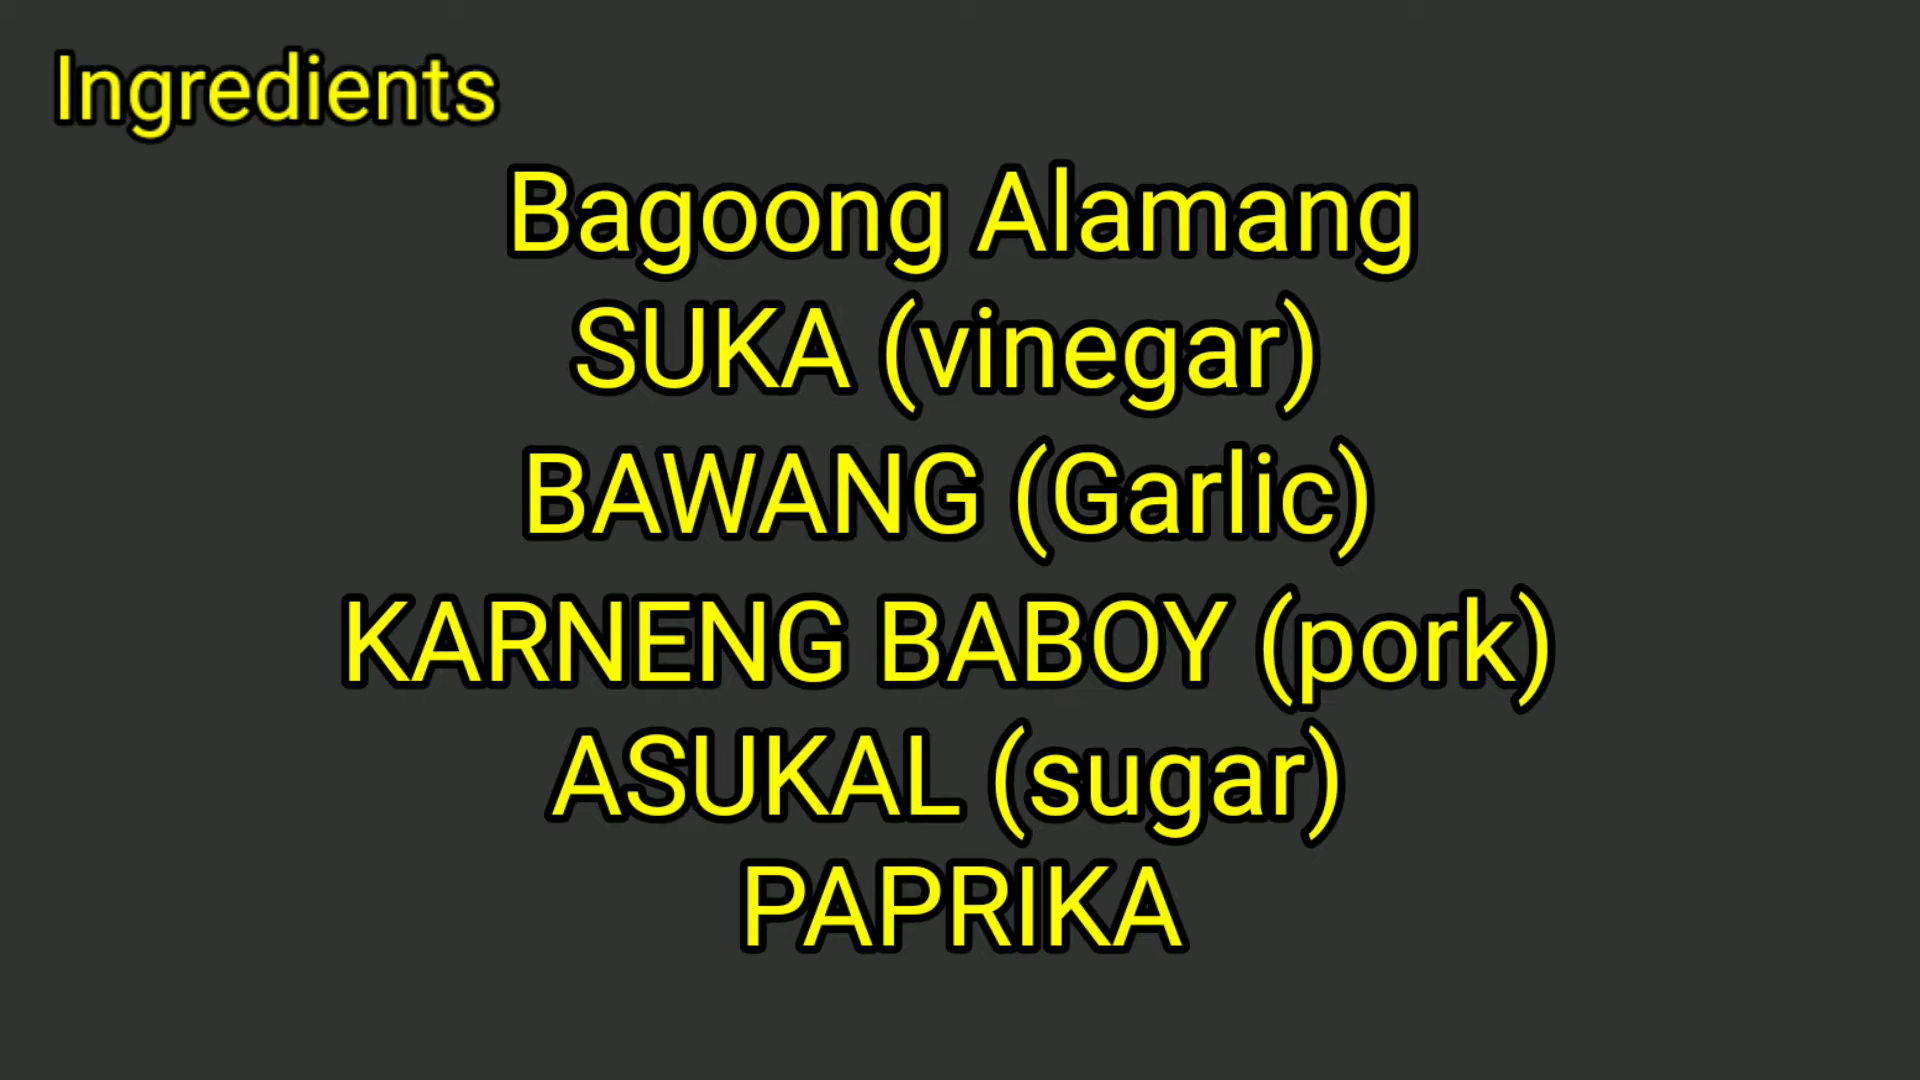 Ingredients
Bagoong Alamang
SUKA (vinegar)
BAWANG (Garlic)
KARNENG BABOY (pork)
ASUKAL (sugar)
PAPRIKA